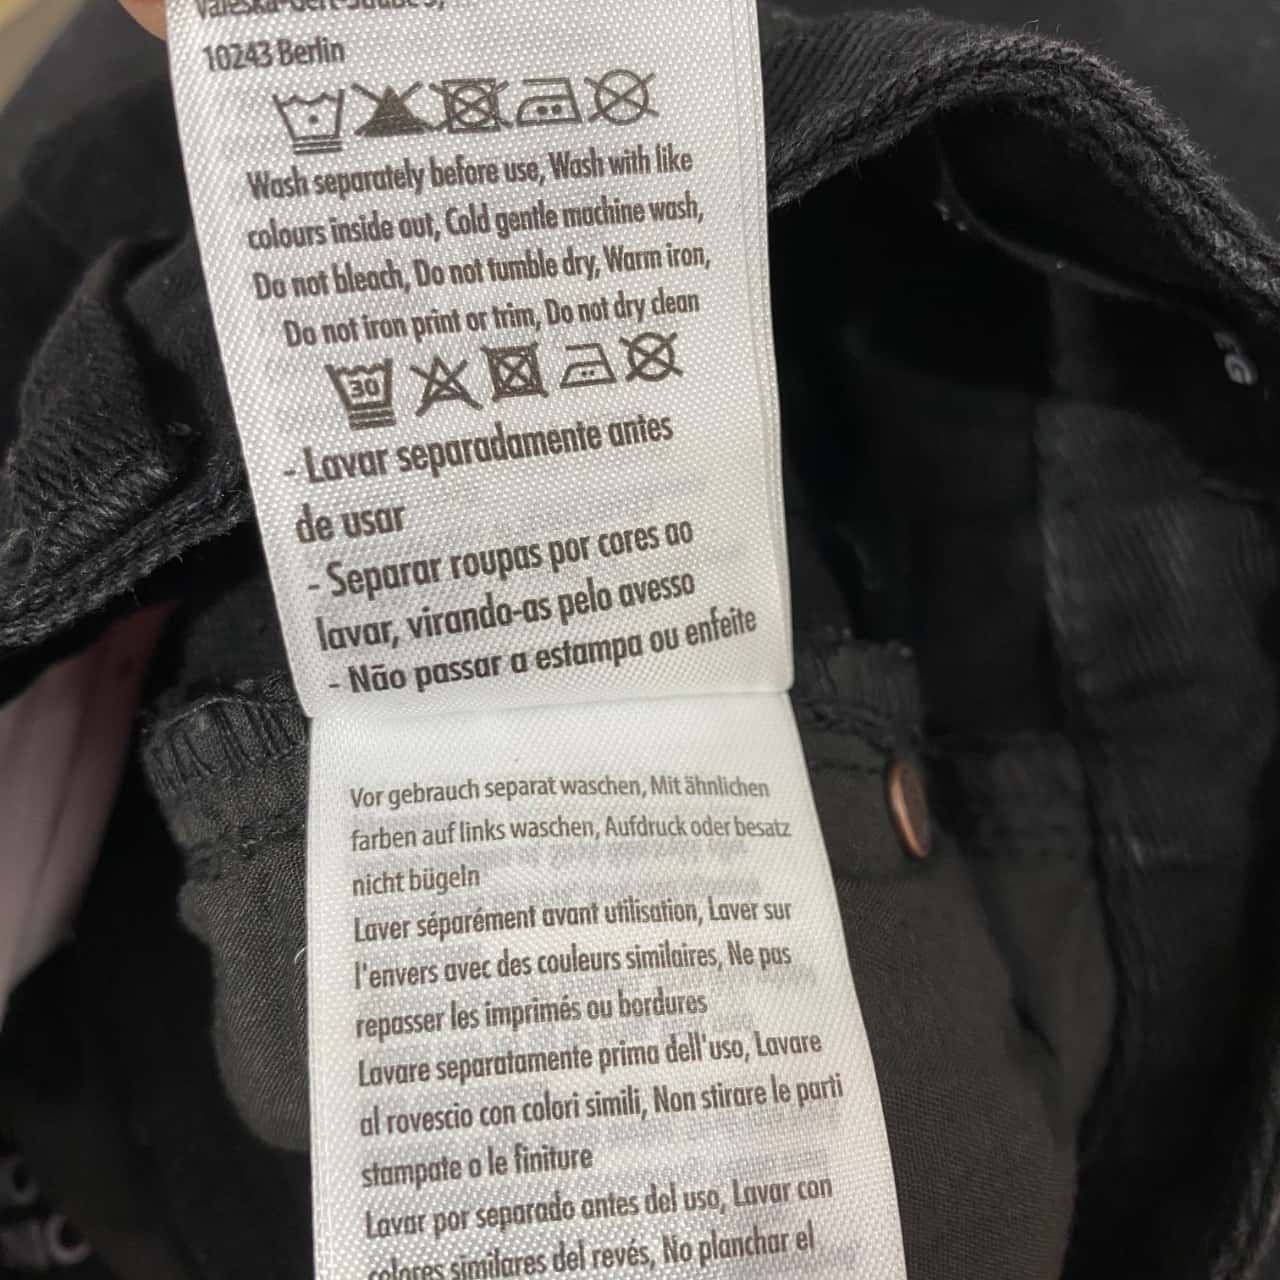 10243 Berlin
Wash separately before use, Wash with like
colours inside out, Cold gentle machine wash,
Do not bleach, Do not tumble dry, Warm iron,
Do not iron print or trim, Do not dry clean
30
- Lavar separadamente antes
de usar
- Separar roupas por cores ao
lavar, virando-as pelo avesso
- Não passar a estampa ou enfeite
Vor gebrauch separat waschen, Mit ähnlichen
farben auf links waschen, Aufdruck oder besatz
nicht bügeln
Laver séparément avant utilisation, Laver sur
l'envers avec des couleurs similaires, Ne pas
repasser les imprimés ou bordures
Lavare separatamente prima dell'uso, Lavare
al rovescio con colori simili, Non stirare le parti
stampate o le finiture
Lavar por separado antes del uso, Lavar con
colores similares del revés, No planchar el